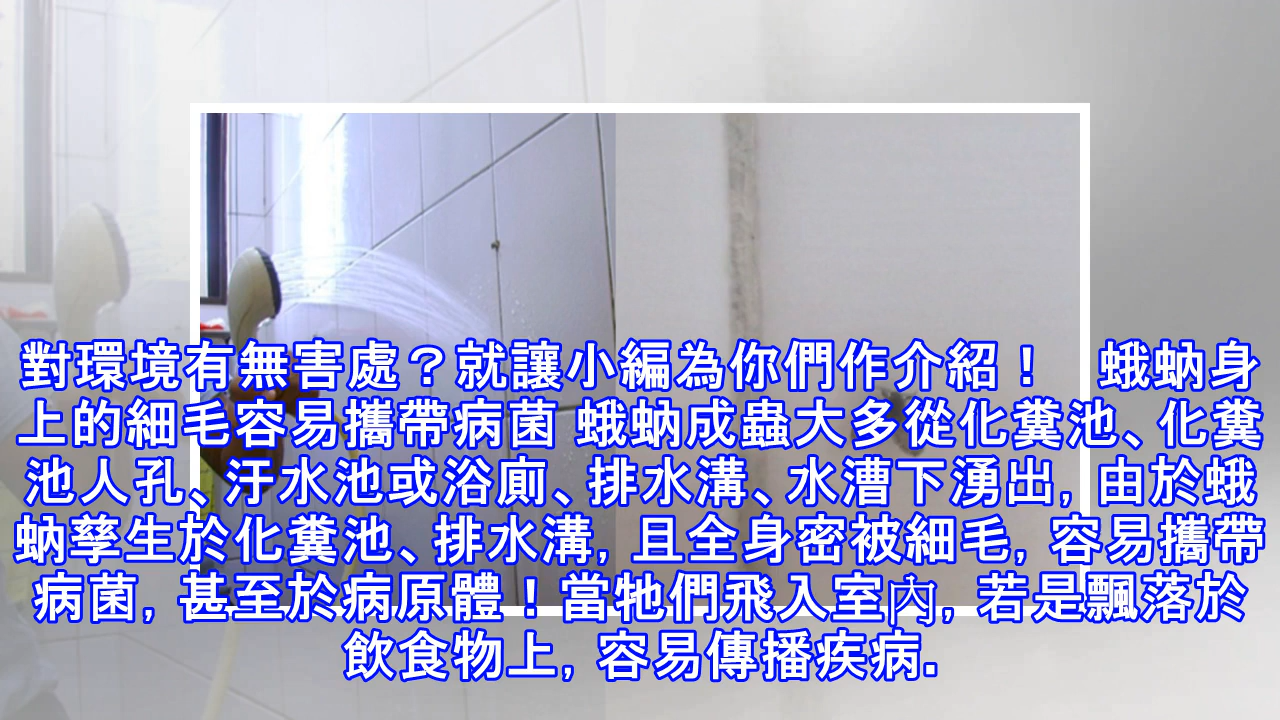 對環境有無害處？就讓小編為你們作介紹！　蛾蚋身
上的細毛容易攜帶病菌 蛾蚋成蟲大多從化糞池、化糞
池人孔、汙水池或浴廁、排水溝、水漕下湧出, 由於蛾
蚋孳生於化糞池、排水溝, 且全身密被細毛, 容易攜帶
病菌, 甚至於病原體！當牠們飛入室內, 若是飄落於
飲食物上, 容易傳播疾病.